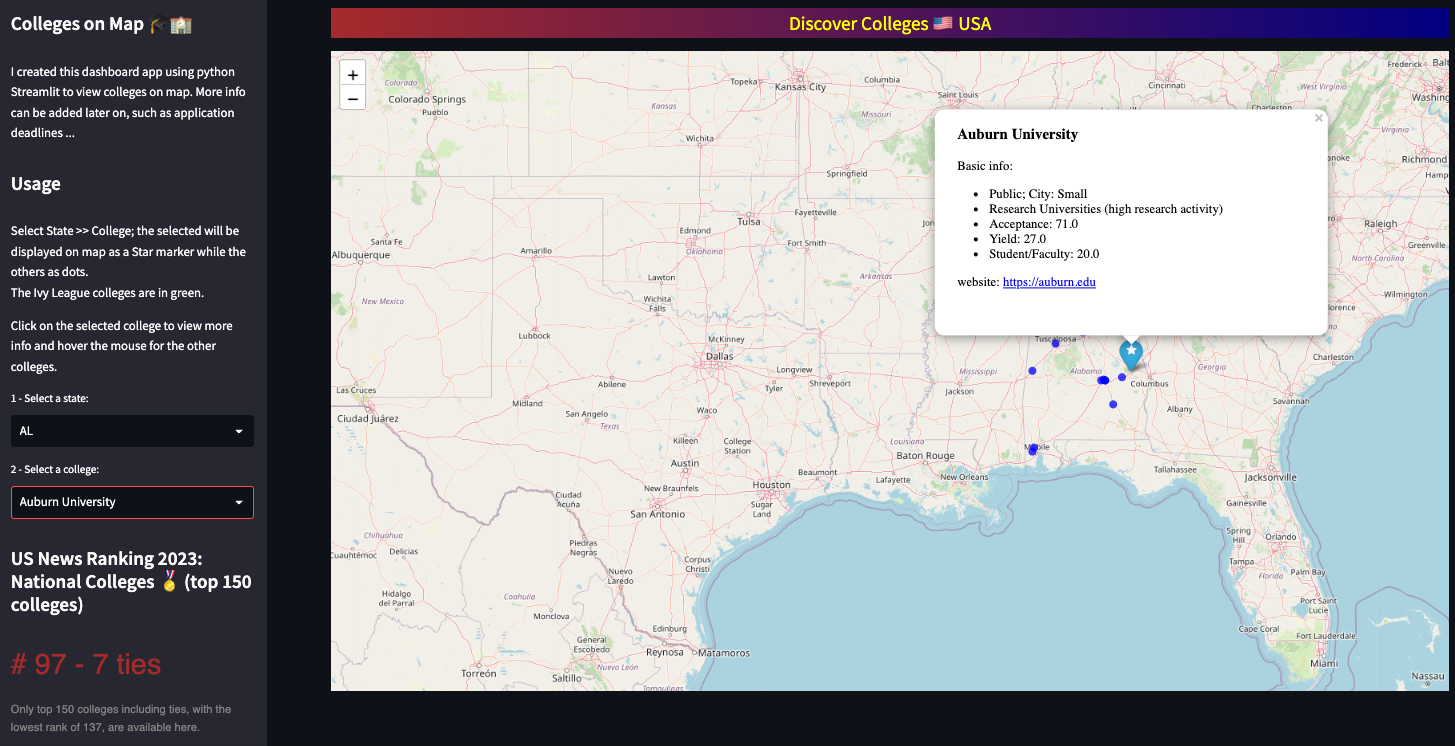 Colleges on Map 🎓🏫
I created this dashboard app using python
Streamlit to view colleges on map. More info
can be added later on, such as application
deadlines ...
Usage
Select State >> College; the selected will be
displayed on map as a Star marker while the
others as dots.
The Ivy League colleges are in green.
Click on the selected college to view more
info and hover the mouse for the other
colleges.
1 - Select a state:
AL
2 - Select a college:
Auburn University
US News Ranking 2023:
National Colleges 🏅 (top 150
colleges)
# 97 - 7 ties
Only top 150 colleges including ties, with the
lowest rank of 137, are available here.
Discover Colleges 🇺🇸 USA
+
−
Auburn University
×
Basic info:
• Public; City: Small
• Research Universities (high research activity)
• Acceptance: 71.0
• Yield: 27.0
• Student/Faculty: 20.0
website: https://auburn.edu
Colorado
Colorado Springs
Pueblo
Topeka
Kansas City
Columbia
Saint Louis
Cincinnati
West Virginia
Frederick
Kansas
Missouri
Charleston
Virginia
Richmond
Wichita
Springfield
Santa Fe
Albuquerque
Amarillo
Edmond
Oklahoma
Tulsa
Fayetteville
Fort Smith
Arkansas
Raleigh
Greenville
North Carolina
Wilmington
New Mexico
Lawton
Wichita
Falls
Lubbock
McKinney
Dallas
Longview
Tyler
Shreveport
Mississippi
Jackson
Tuscaloosa
Alabama
Columbus
Georgia
Charleston
Savannah
Albany
Las Cruces
Ciudad Juárez
Midland
Abilene
San Angelo
Texas
Waco
Killeen
College
Station
Austin
Louisiana
Baton Rouge
Mobile
Tallahassee
Jacksonville
Beaumont
Lafayette
New Orleans
Houston
Sugar
Land
New Braunfels
San Antonio
Ciudad
Acuña
Piedras
Negras
Chihuahua
Cuauhtémoc
Delicias
Nuevo
Laredo
Corpus
Christi
Hidalgo
del Parral
Coahuila
Monclova
Edinburg
Reynosa
Matamoros
General
Escobedo
Nuevo León
Torreón
Saltillo
Tamaulipas
Spring
Hill
Orlando
Tampa
Palm Bay
Florida
Port Saint
Lucie
Cape Coral
Fort Lauderdale
Miami
Nassau